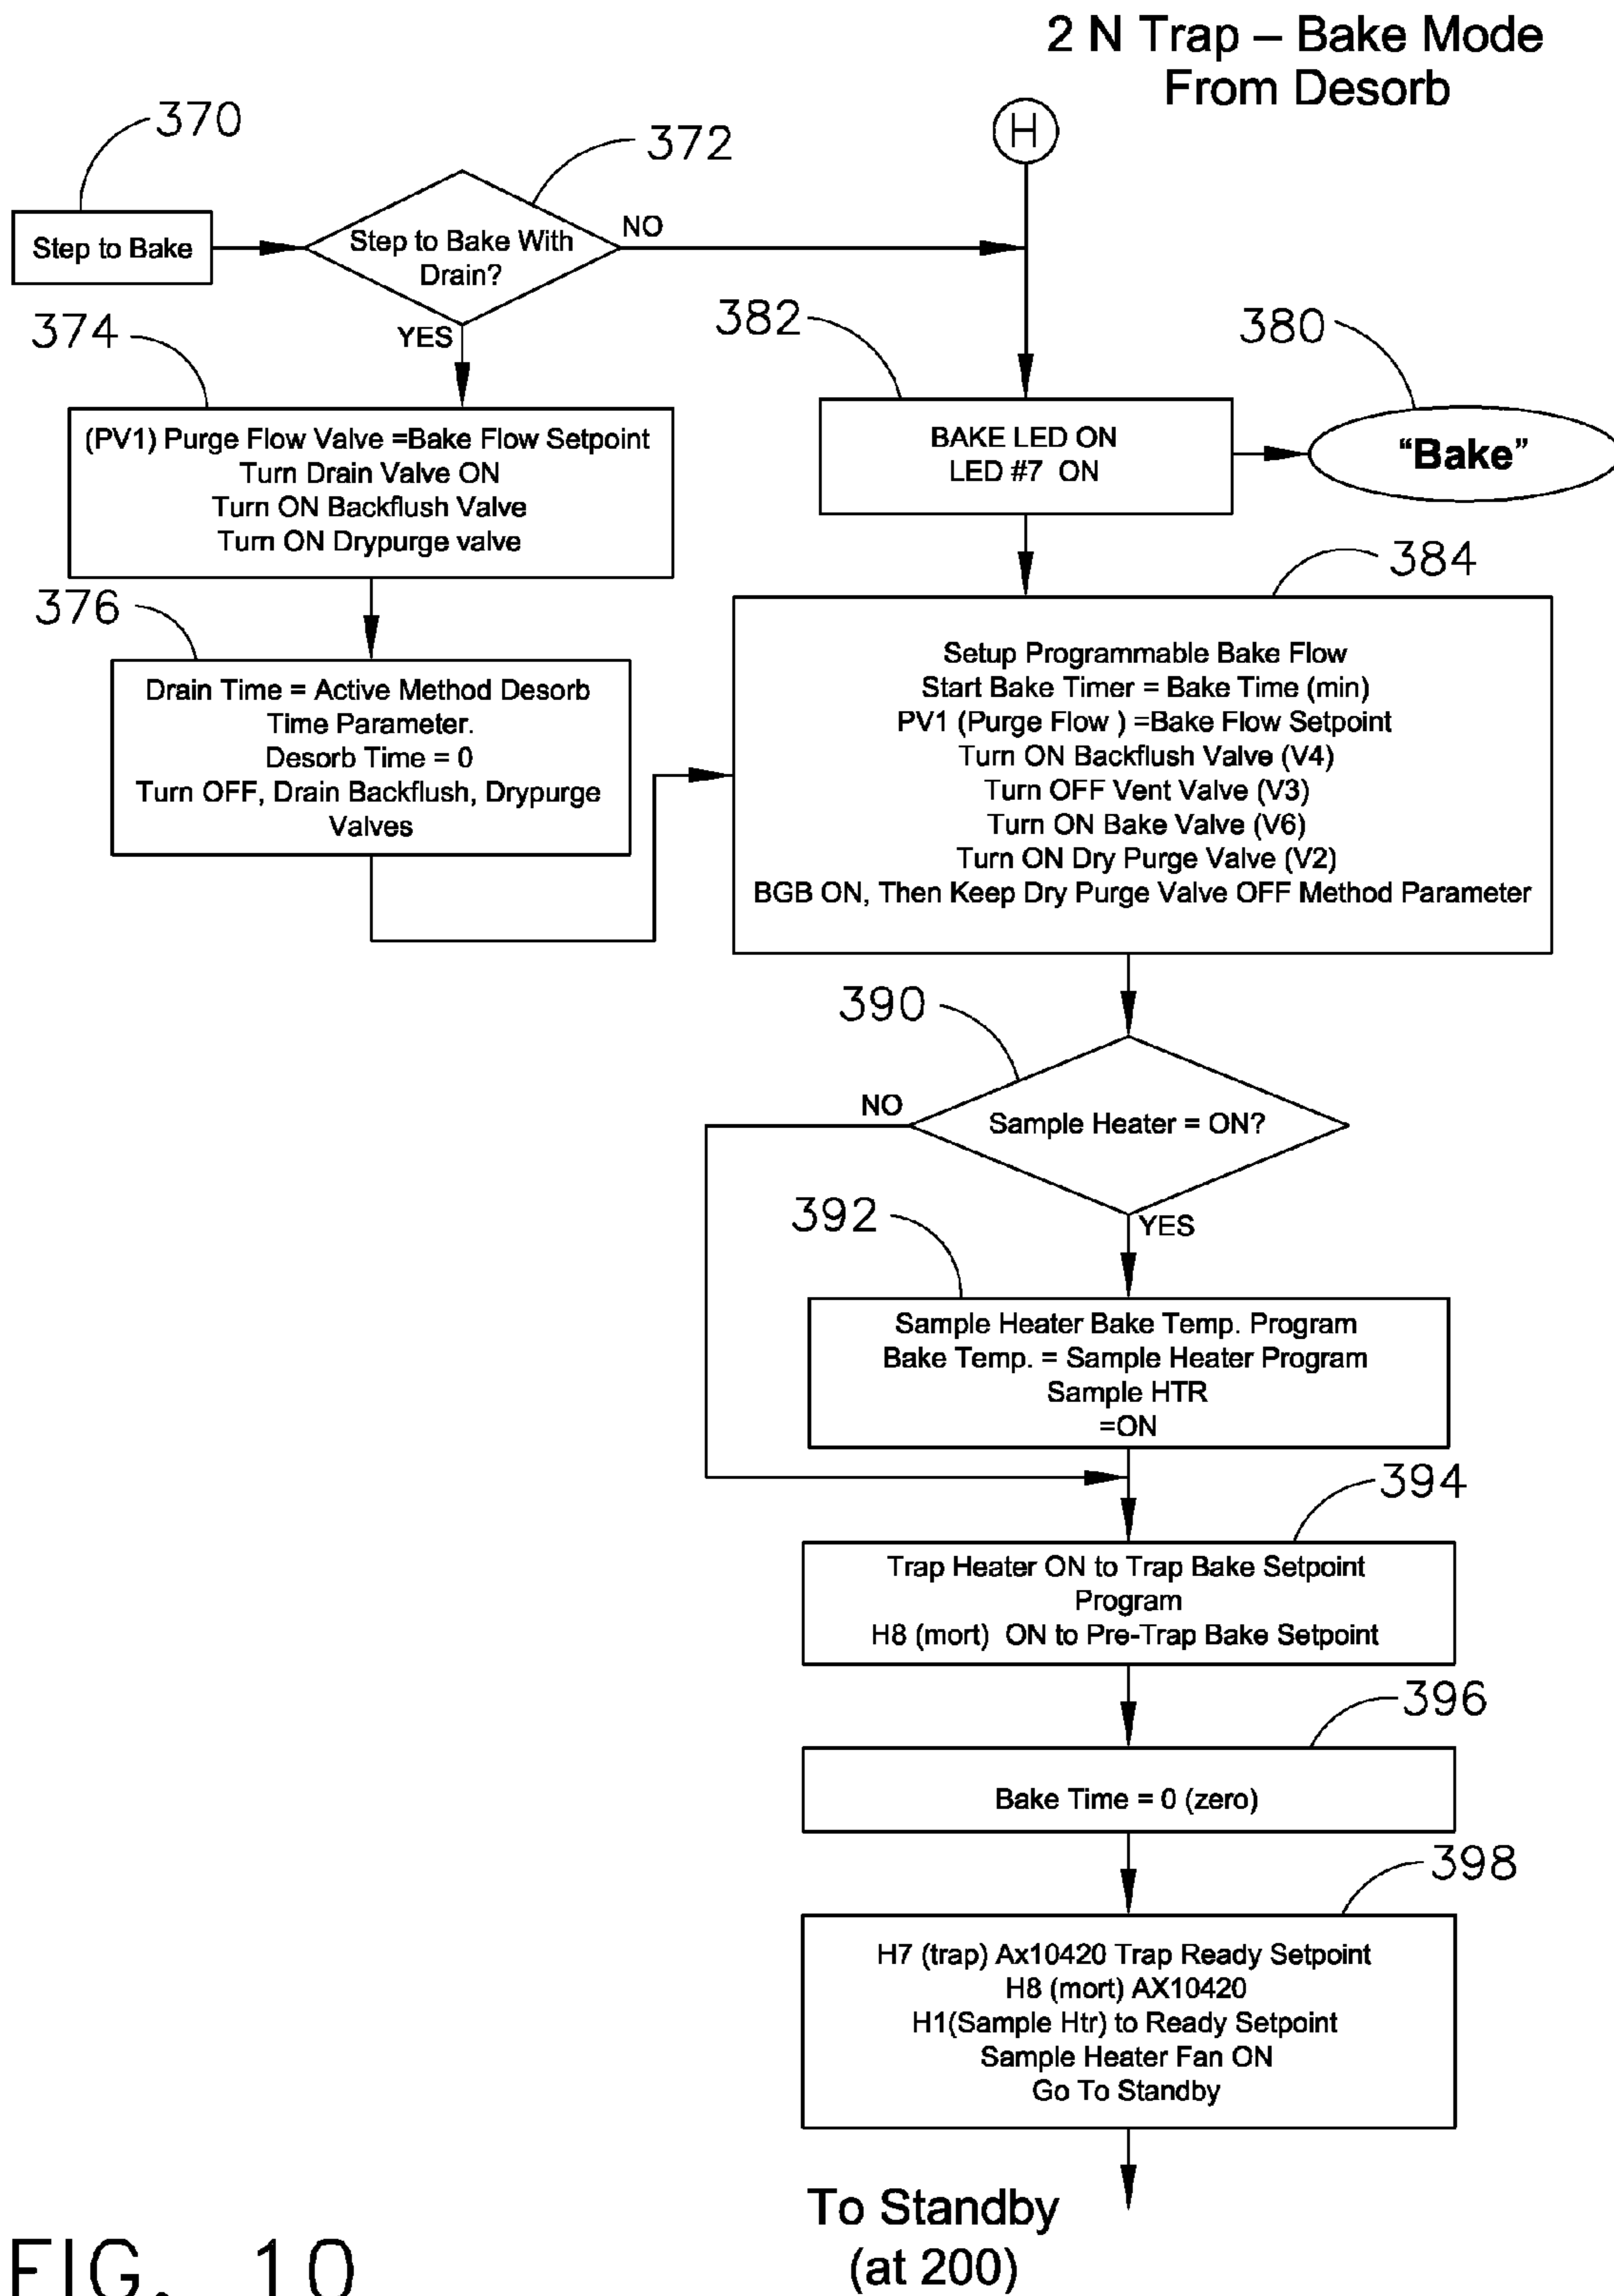 2 N Trap – Bake Mode
From Desorb
370
372
H
Step to Bake
Step to Bake With
Drain?
NO
YES
374
382
380
(PV1) Purge Flow Valve =Bake Flow Setpoint
Turn Drain Valve ON
Turn ON Backflush Valve
Turn ON Drypurge valve
BAKE LED ON
LED #7 ON
“Bake”
376
384
Drain Time = Active Method Desorb
Time Parameter.
Desorb Time = 0
Turn OFF, Drain Backflush, Drypurge
Valves
Setup Programmable Bake Flow
Start Bake Timer = Bake Time (min)
PV1 (Purge Flow ) =Bake Flow Setpoint
Turn ON Backflush Valve (V4)
Turn OFF Vent Valve (V3)
Turn ON Bake Valve (V6)
Turn ON Dry Purge Valve (V2)
BGB ON, Then Keep Dry Purge Valve OFF Method Parameter
390
NO
Sample Heater = ON?
YES
392
Sample Heater Bake Temp. Program
Bake Temp. = Sample Heater Program
Sample HTR
=ON
394
Trap Heater ON to Trap Bake Setpoint
Program
H8 (mort) ON to Pre-Trap Bake Setpoint
396
Bake Time = 0 (zero)
398
H7 (trap) Ax10420 Trap Ready Setpoint
H8 (mort) AX10420
H1(Sample Htr) to Ready Setpoint
Sample Heater Fan ON
Go To Standby
To Standby
(at 200)
FIG. 10